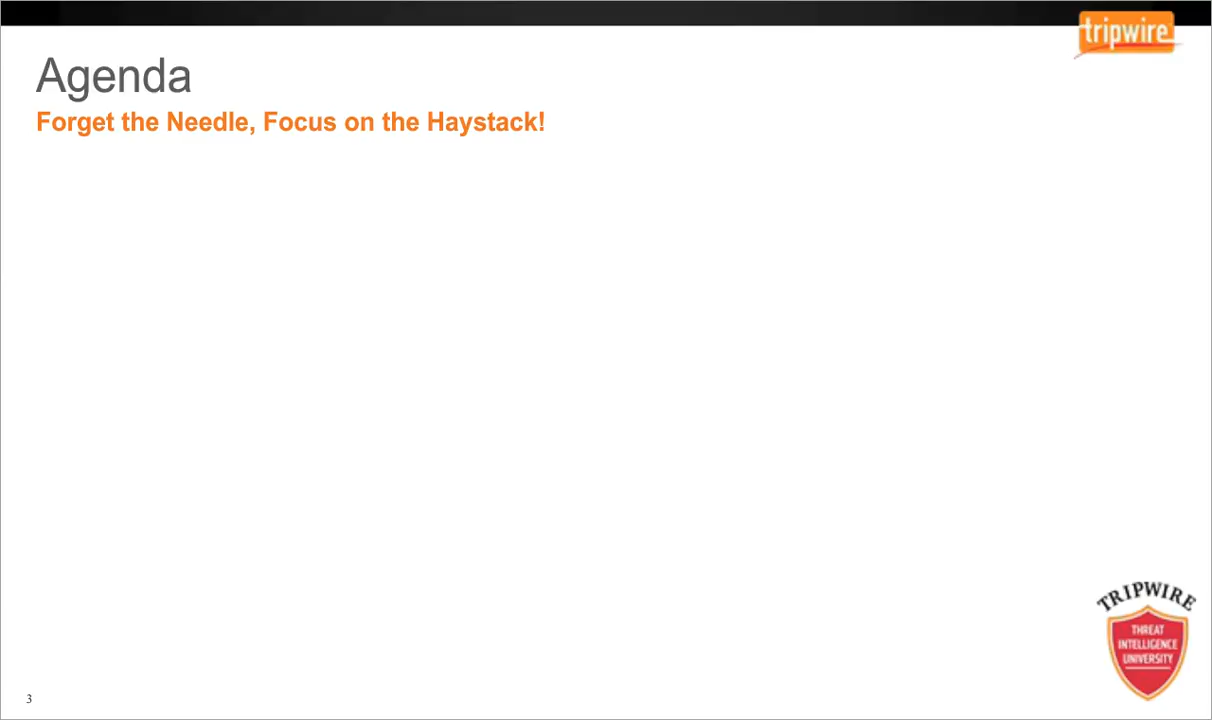 tripwire
Agenda
Forget the Needle, Focus on the Haystack!
TRIPWIRE
THREAT
INTELLIGENCE
UNIVERSITY
3